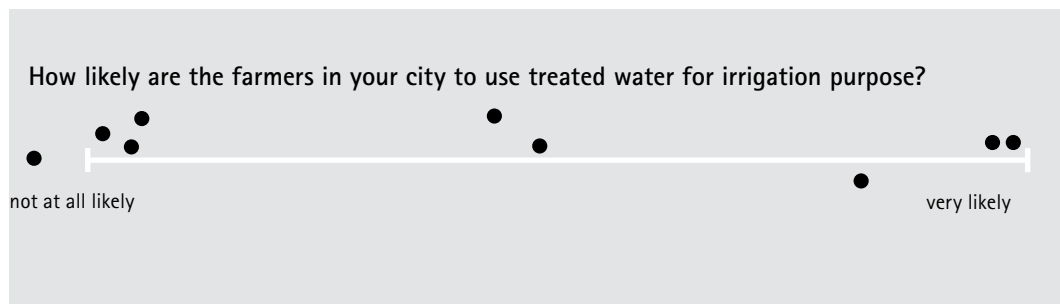 How likely are the farmers in your city to use treated water for irrigation purpose?
not at all likely
very likely